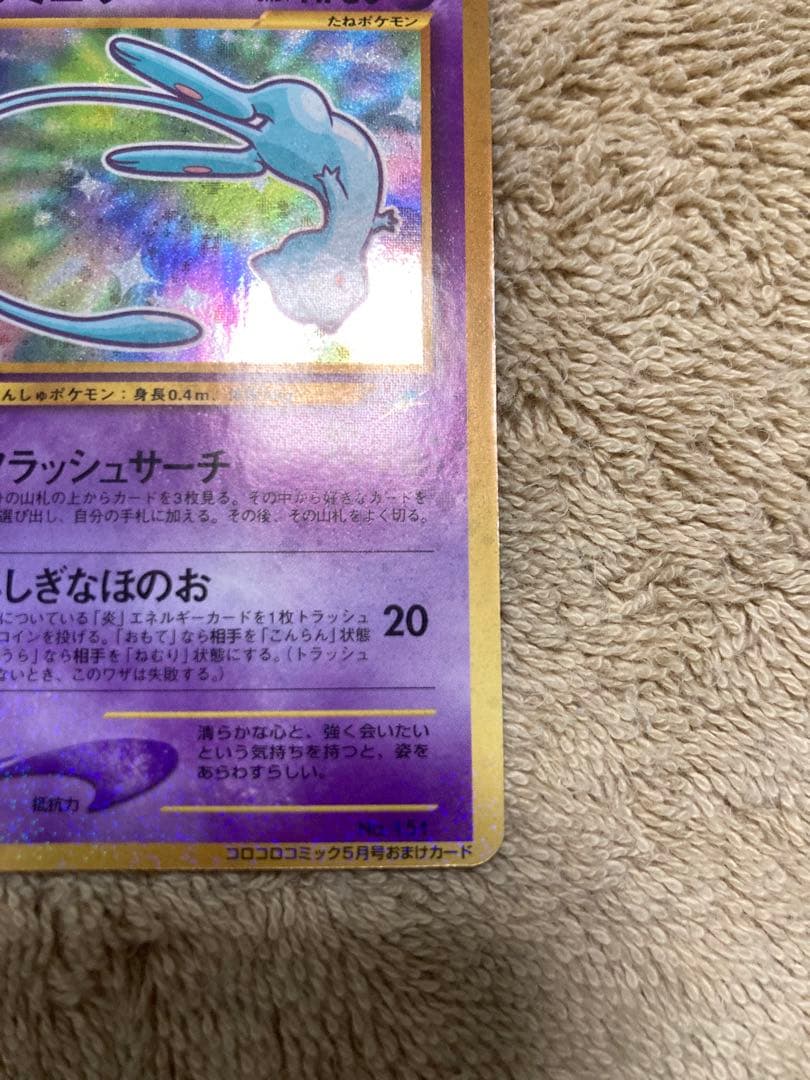 たねポケモン
んしゅポケモン：身長0.4m、
ラッシュサーチ
の山札の上からカードを3枚見る。その中から好きなカードを
選び出し、自分の手札に加える。その後、その山札をよく切る。
しぎなほのお
についている「炎」エネルギーカードを1枚トラッシュ
コインを投げる。「おもて」なら相手を「こんらん」状態
うら」なら相手を「ねむり」状態にする。（トラッシュ
ないとき、このワザは失敗する。）
20
清らかな心と、強く会いたい
という気持ちを持つと、姿を
あらわすらしい。
抵抗力
No. 151
コロコロコミック5月号おまけカード